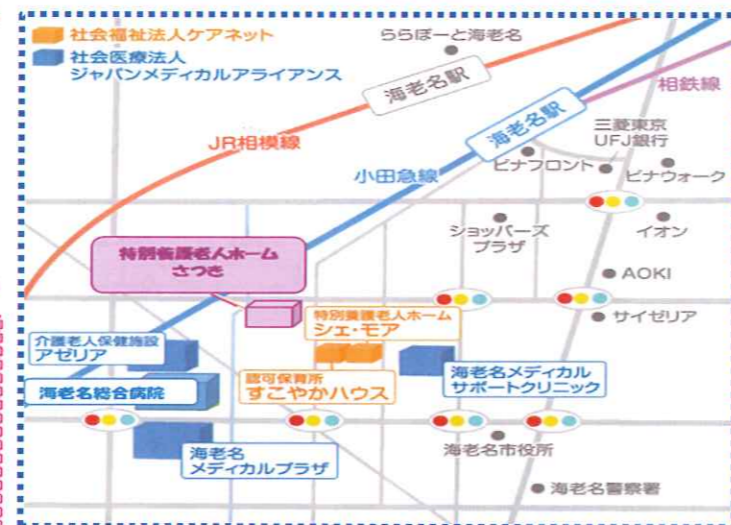 社会福祉法人ケアネット
社会医療法人
ジャパンメディカルアライアンス
ららぽーと海老名
海老名駅
海老名駅
相鉄線
JR相模線
小田急線
三菱東京
UFJ銀行
ビナフロント
ビナウォーク
ショッパーズ
プラザ
イオン
特別養護老人ホーム
さつき
AOKI
サイゼリア
特別養護老人ホーム
シェ・モア
介護老人保健施設
アゼリア
海老名総合病院
認可保育所
すこやかハウス
海老名メディカル
サポートクリニック
海老名
メディカルプラザ
海老名市役所
海老名警察署